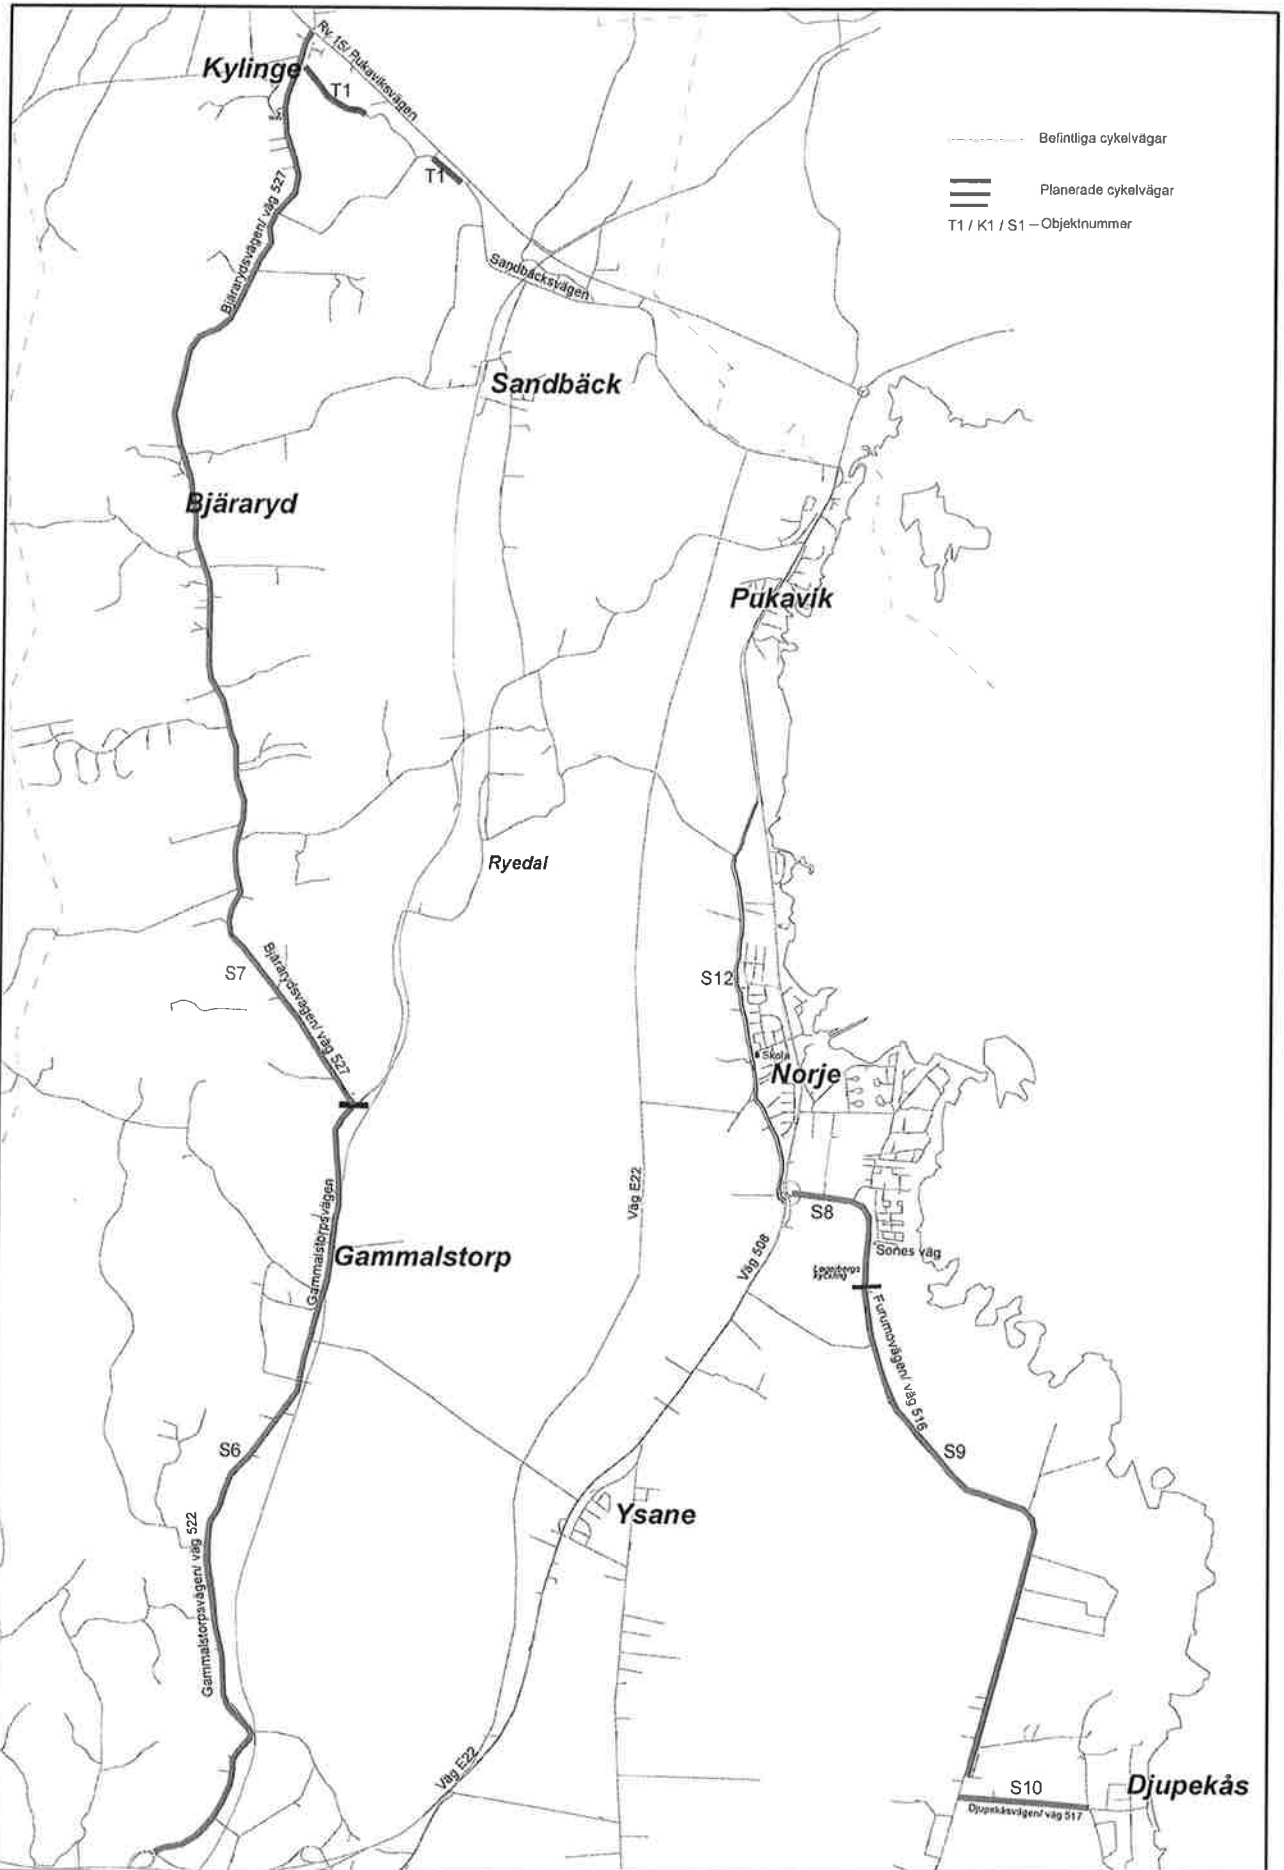 Rv 15/ Pukaviksvägen
Kylinge
T1
Befintliga cykelvägar
T1
Planerade cykelvägar
T1 / K1 / S1 – Objektnummer
Bjärarydsvägen/ väg 527
Sandbäcksvägen
Sandbäck
Bjäraryd
Pukavik
Ryedal
S7
Bjärarydsvägen/ väg 527
S12
Skola
Norje
Väg E22
Gammalstorpsvägen
S8
Gammalstorp
Väg 508
Sones väg
kyckling
Furumovägen/ väg 516
S6
S9
Ysane
Gammalstorpsvägen/ väg 522
Väg E22
S10
Djupekås
Djupekåsvägen/ väg 517